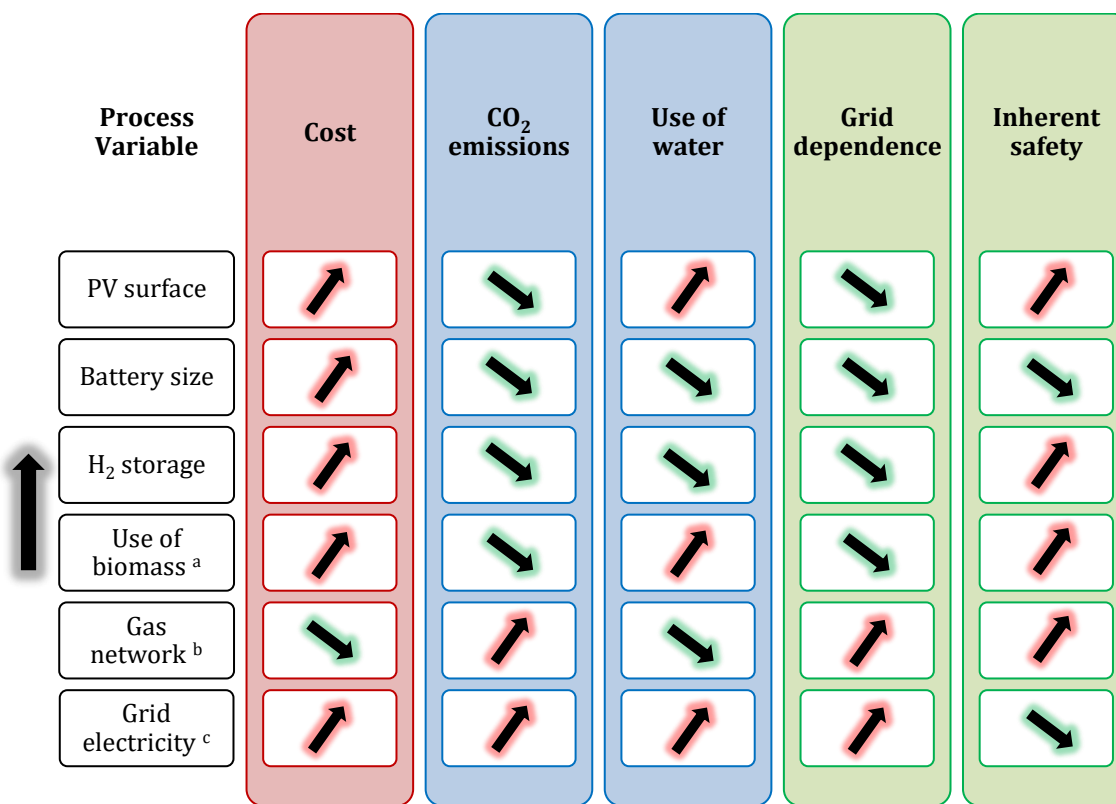 Process
Variable
Cost
CO₂
emissions
Use of
water
Grid
dependence
Inherent
safety
PV surface
Battery size
H₂ storage
Use of
biomass ᵃ
Gas
network ᵇ
Grid
electricity ᶜ